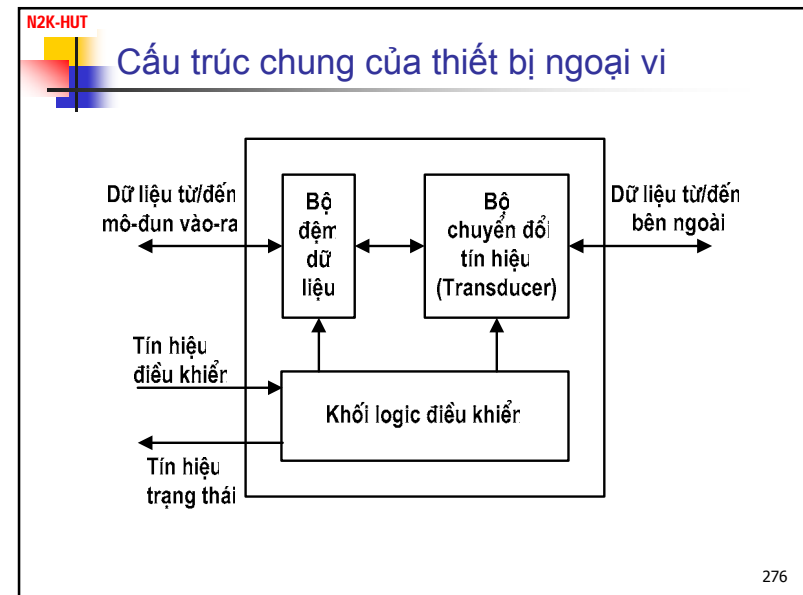 N2K-HUT
Cấu trúc chung của thiết bị ngoại vi
Dữ liệu từ/đến
mô-đun vào-ra
Bộ
đệm
dữ
liệu
Bộ
chuyển đổi
tín hiệu
(Transducer)
Dữ liệu từ/đến
bên ngoài
Tín hiệu
điều khiển
Khối logic điều khiển
Tín hiệu
trạng thái
276